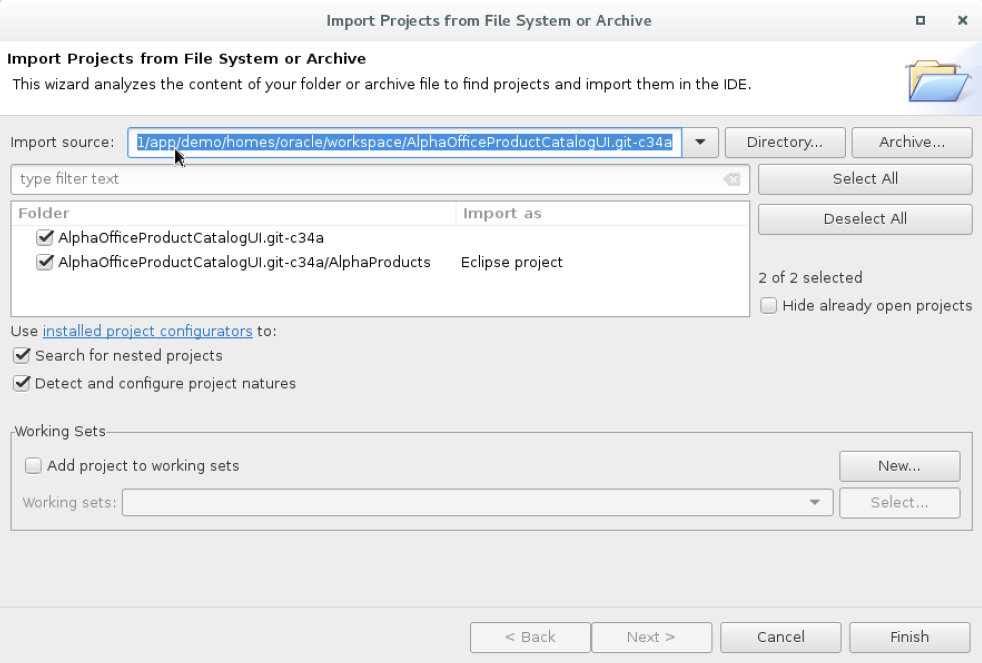 Import Projects from File System or Archive
Import Projects from File System or Archive
This wizard analyzes the content of your folder or archive file to find projects and import them in the IDE.
Import source: 1/app/demo/homes/oracle/workspace/AlphaOfficeProductCatalogUI.git-c34a Directory... Archive...
type filter text Select All
Folder Import as
Deselect All
AlphaOfficeProductCatalogUI.git-c34a
AlphaOfficeProductCatalogUI.git-c34a/AlphaProducts Eclipse project
2 of 2 selected
Hide already open projects
Use installed project configurators to:
Search for nested projects
Detect and configure project natures
Working Sets
Add project to working sets New...
Working sets: Select...
< Back Next > Cancel Finish